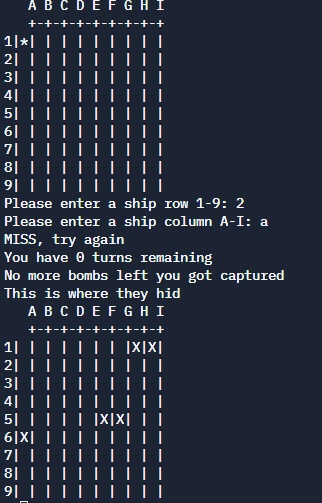 A B C D E F G H I
+-+-+-+-+-+-+-+-+
1|*| | | | | | | | |
2| | | | | | | | | |
3| | | | | | | | | |
4| | | | | | | | | |
5| | | | | | | | | |
6| | | | | | | | | |
7| | | | | | | | | |
8| | | | | | | | | |
9| | | | | | | | | |
Please enter a ship row 1-9: 2
Please enter a ship column A-I: a
MISS, try again
You have 0 turns remaining
No more bombs left you got captured
This is where they hid
A B C D E F G H I
+-+-+-+-+-+-+-+-+
1| | | | | | | |X|X|
2| | | | | | | | | |
3| | | | | | | | | |
4| | | | | | | | | |
5| | | | | |X|X| | |
6|X| | | | | | | | |
7| | | | | | | | | |
8| | | | | | | | | |
9| | | | | | | | | |